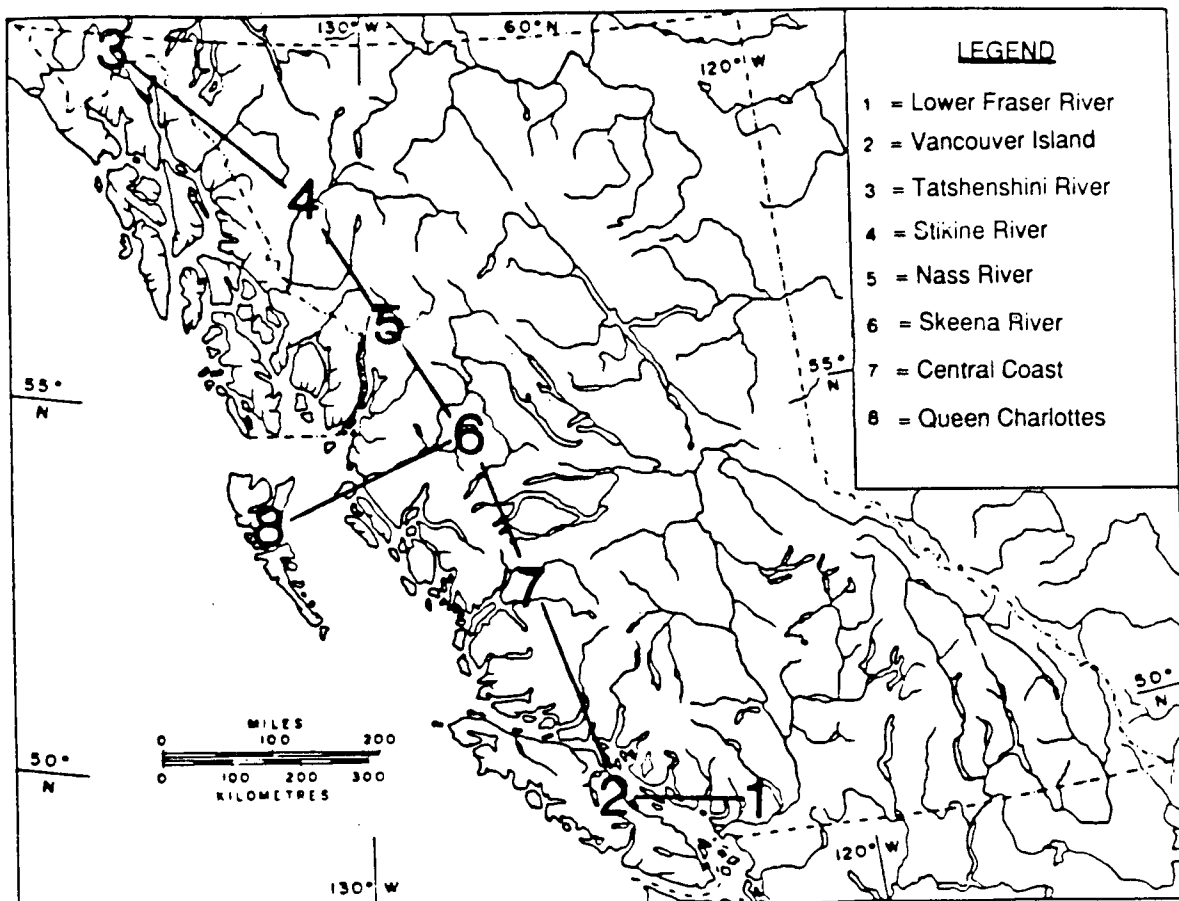 130° W
60° N
3
120° W
4
5
55°
N
55°
N
6
8
7
MILES
0 100 200
0 100 200 300
KILOMETRES
50°
N
50°
N
2
1
120° W
130° W
LEGEND
1 = Lower Fraser River
2 = Vancouver Island
3 = Tatshenshini River
4 = Stikine River
5 = Nass River
6 = Skeena River
7 = Central Coast
8 = Queen Charlottes